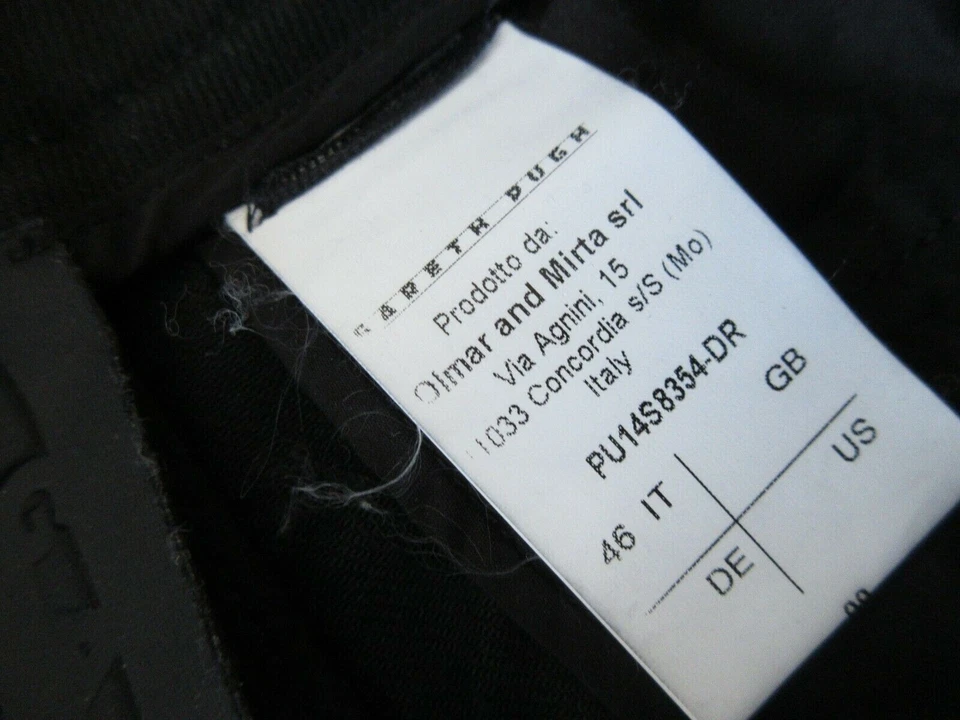 GARETH PUGH
Prodotto da:
Olmar and Mirta srl
Via Agnini, 15
41033 Concordia s/S (Mo)
Italy
PU14S8354-DR
46 IT GB
DE US